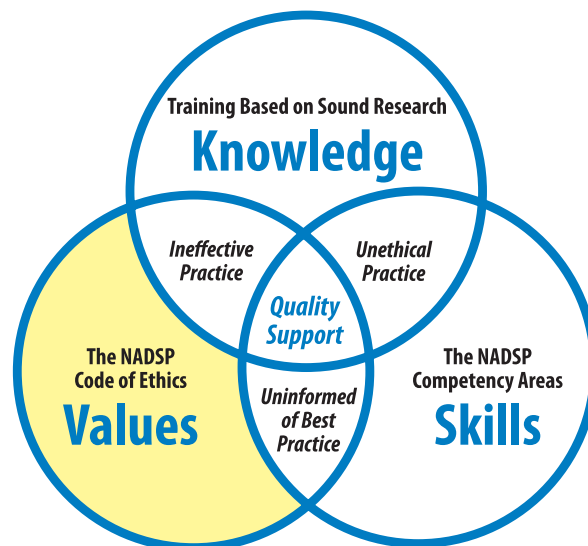 Training Based on Sound Research
Knowledge
Ineffective
Practice
Unethical
Practice
Quality
Support
The NADSP
Code of Ethics
Values
The NADSP
Competency Areas
Skills
Uninformed
of Best
Practice